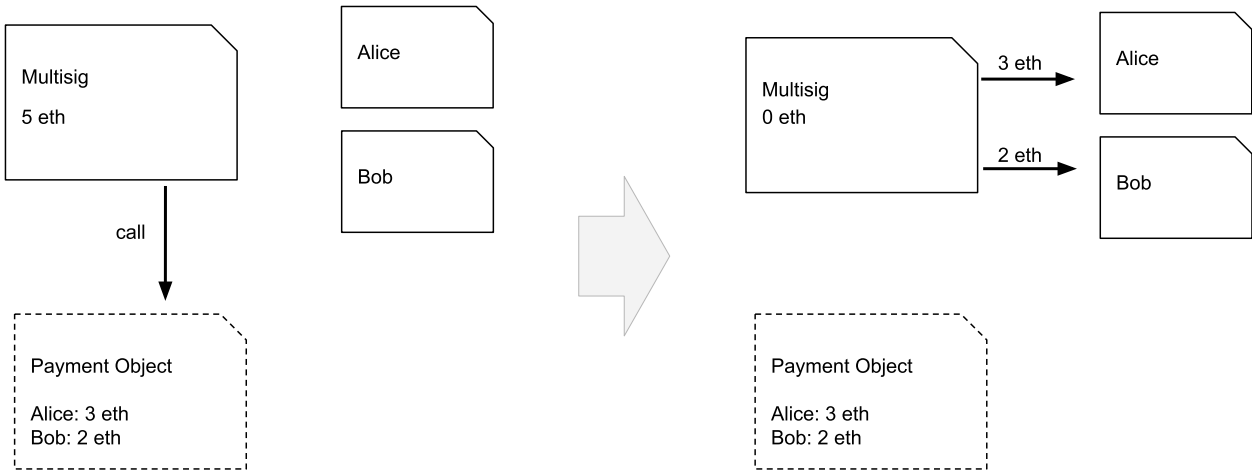 Multisig
5 eth
Alice
Bob
call
Payment Object
Alice: 3 eth
Bob: 2 eth
Multisig
0 eth
3 eth
2 eth
Alice
Bob
Payment Object
Alice: 3 eth
Bob: 2 eth